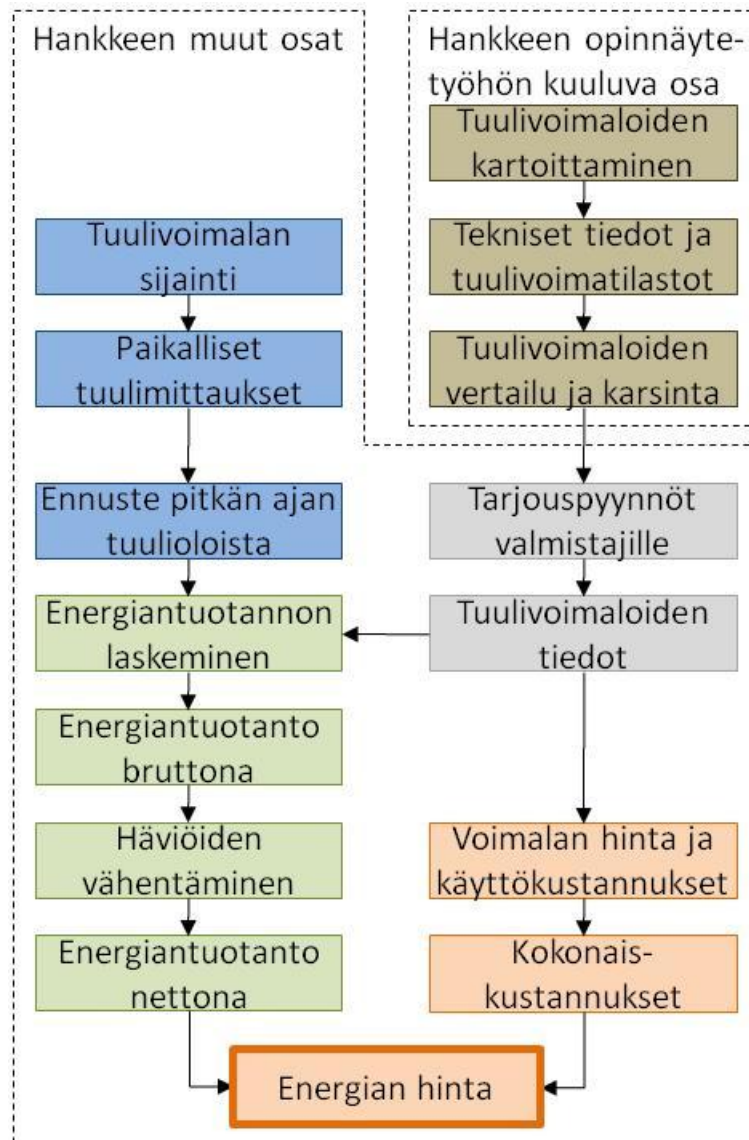 Hankkeen muut osat
Hankkeen opinnäyte-
työhön kuuluva osa
Tuulivoimaloiden
kartoittaminen
Tuulivoimalan
sijainti
Tekniset tiedot ja
tuulivoimatilastot
Paikalliset
tuulimittaukset
Tuulivoimaloiden
vertailu ja karsinta
Ennuste pitkän ajan
tuulioloista
Tarjouspyynnöt
valmistajille
Energiantuotannon
laskeminen
Tuulivoimaloiden
tiedot
Energiantuotanto
bruttona
Häviöiden
vähentäminen
Voimalan hinta ja
käyttökustannukset
Energiantuotanto
nettona
Kokonais-
kustannukset
Energian hinta